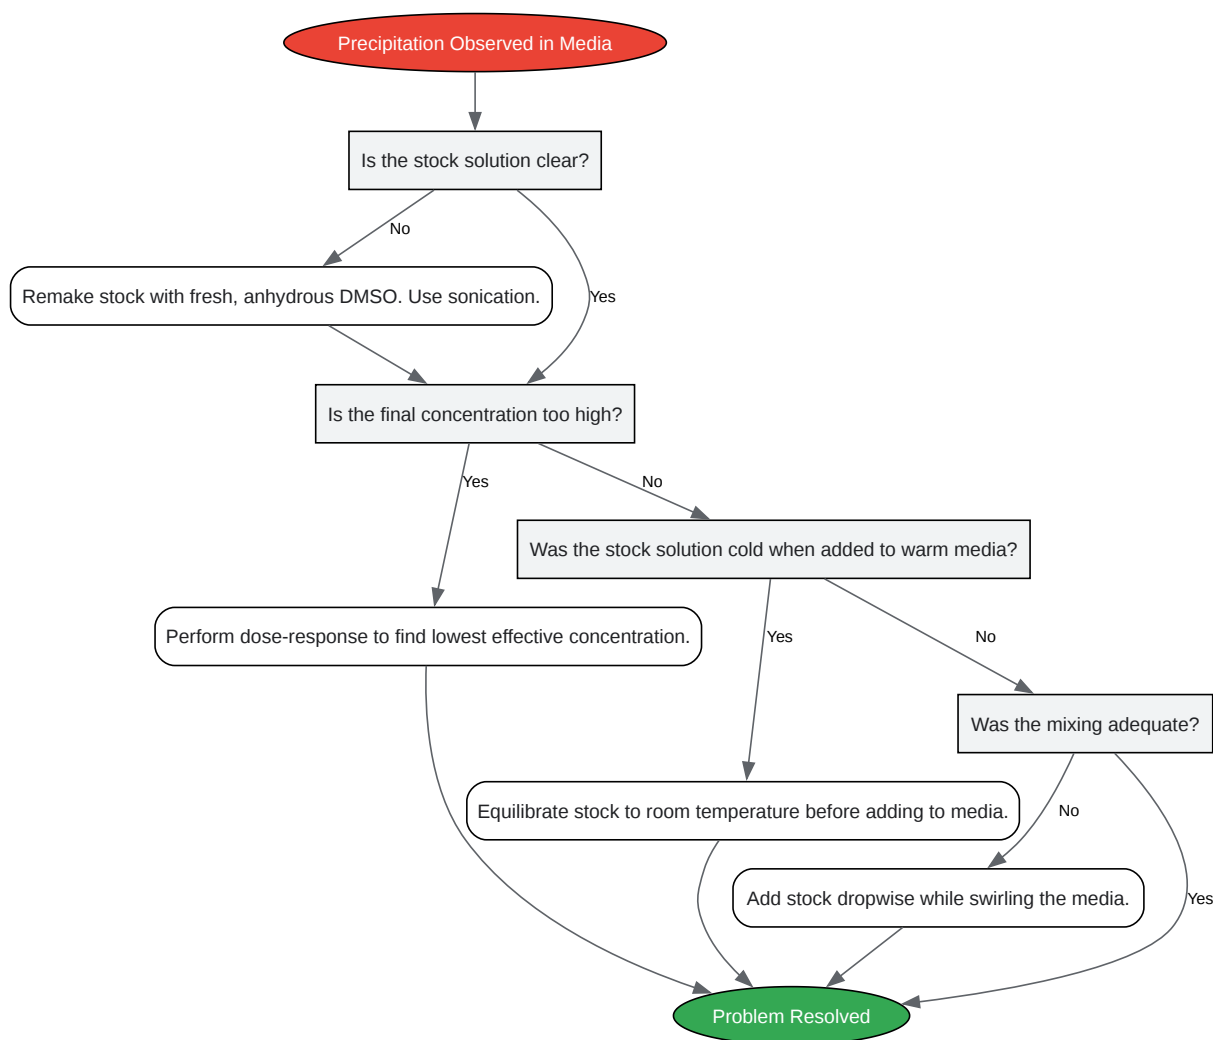 Precipitation Observed in Media
Is the stock solution clear?
No
Remake stock with fresh, anhydrous DMSO. Use sonication.
Yes
Is the final concentration too high?
Yes
No
Was the stock solution cold when added to warm media?
Perform dose-response to find lowest effective concentration.
Yes
No
Was the mixing adequate?
Equilibrate stock to room temperature before adding to media.
No
Add stock dropwise while swirling the media.
Yes
Problem Resolved